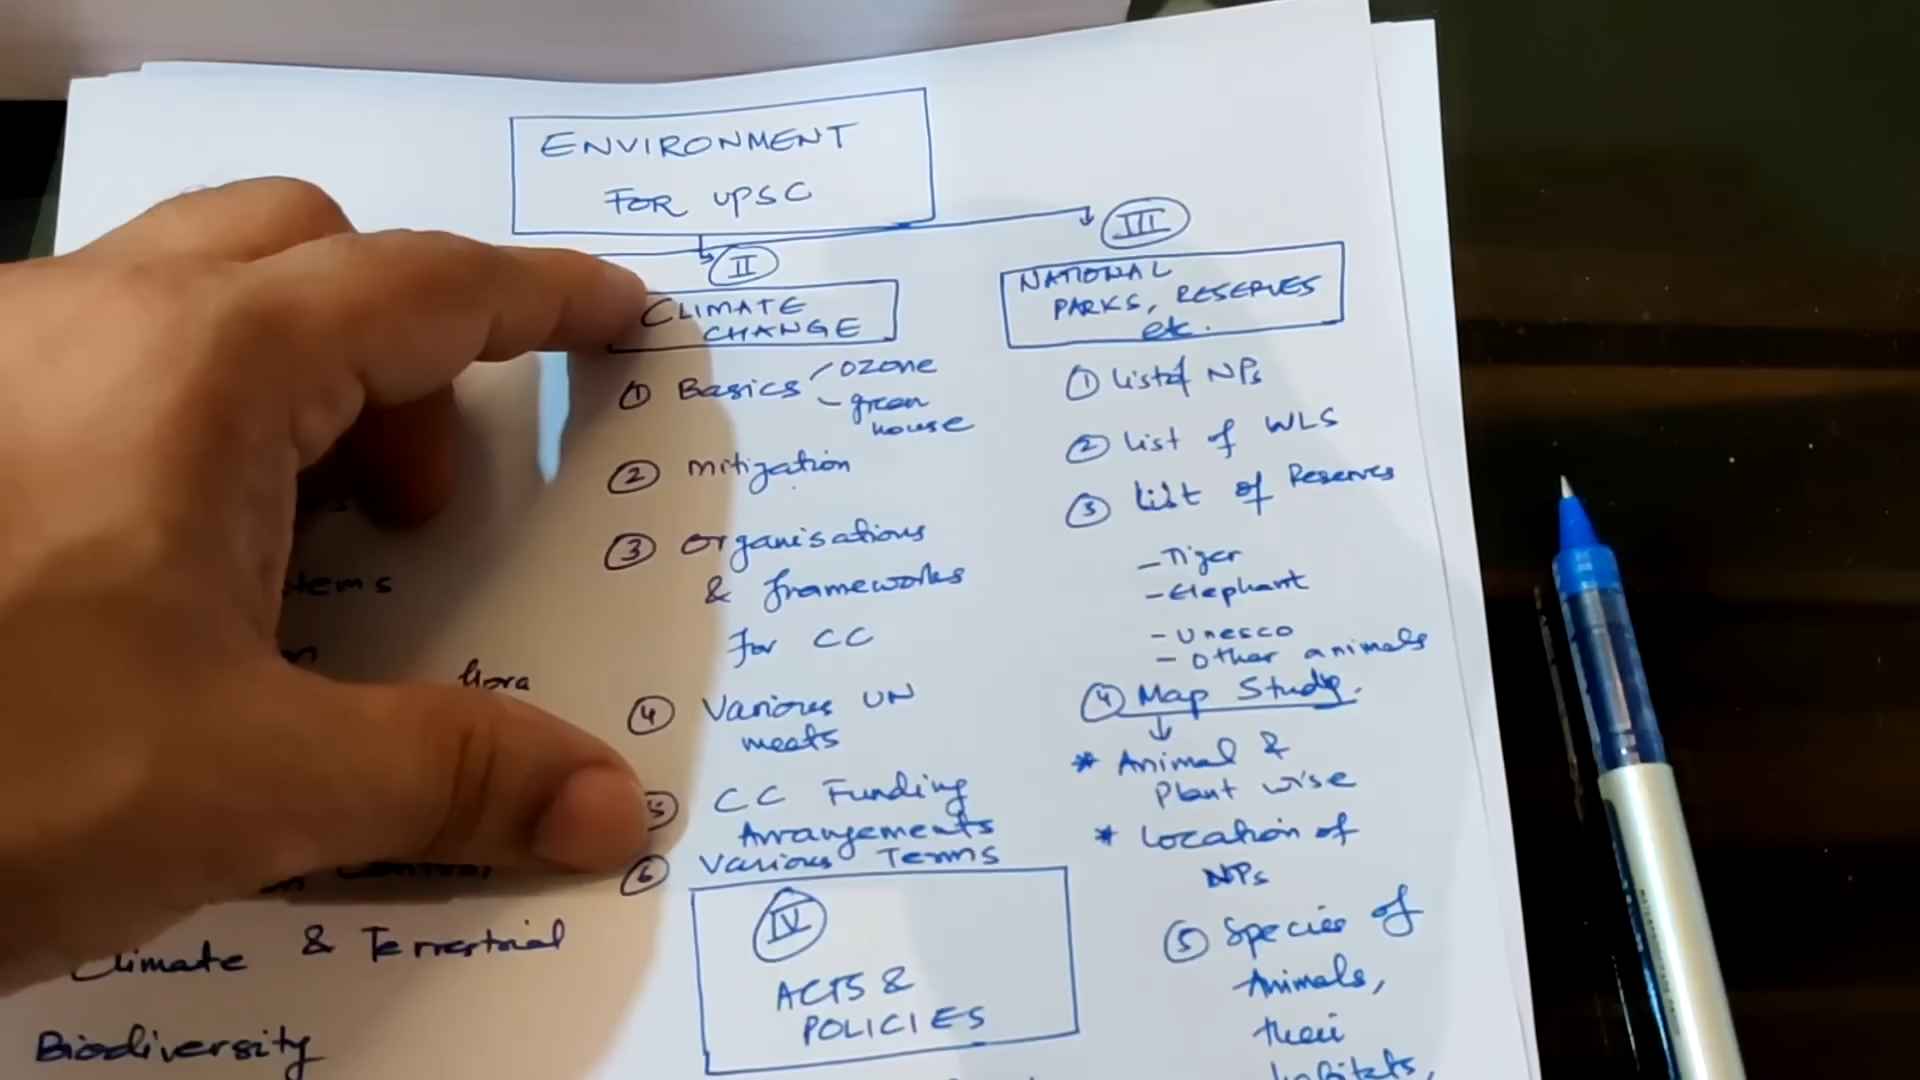 ENVIRONMENT
FOR UPSC
II
CLIMATE
CHANGE
① Basics - ozone
- green
house
② mitigation
③ organisations
& frameworks
for CC
④ Various UN
meets
⑤ CC Funding
Arrangements
⑥ Various Terms
III
NATIONAL
PARKS, RESERVES
etc.
① list of NPs
② list of WLS
③ list of Reserves
- Tiger
- Elephant
- Unesco
- Other animals
④ Map Study.
* Animal &
Plant wise
* Location of
NPs
⑤ Species of
Animals,
their
habitats,
IV
ACTS &
POLICIES
flora
Climate & Terrestrial
Biodiversity